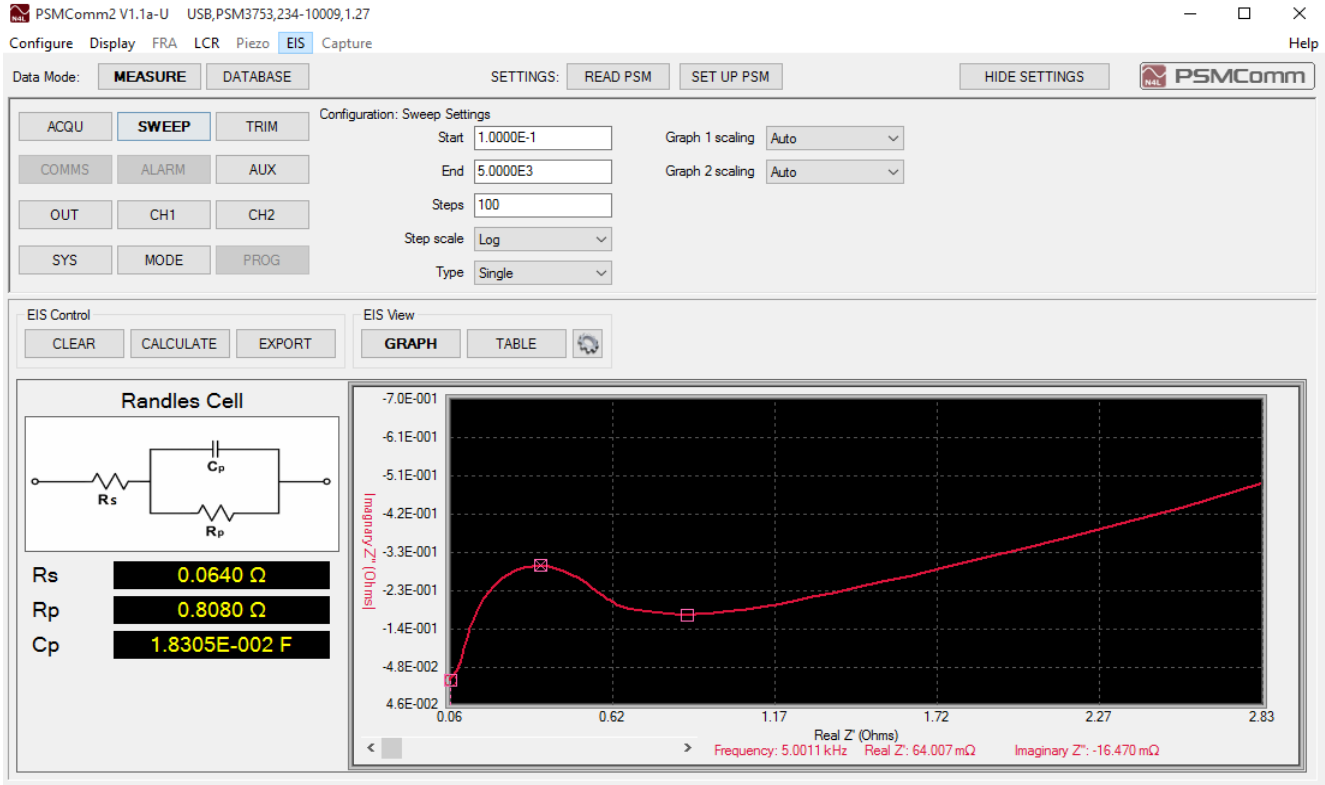 PSMComm2 V1.1a-U USB,PSM3753,234-10009,1.27
Configure Display FRA LCR Piezo EIS Capture Help
Data Mode: MEASURE DATABASE SETTINGS: READ PSM SET UP PSM HIDE SETTINGS N4L PSMComm
ACQU SWEEP TRIM
COMMS ALARM AUX
OUT CH1 CH2
SYS MODE PROG
Configuration: Sweep Settings
Start 1.0000E-1 Graph 1 scaling Auto
End 5.0000E3 Graph 2 scaling Auto
Steps 100
Step scale Log
Type Single
EIS Control
CLEAR CALCULATE EXPORT
EIS View
GRAPH TABLE
Randles Cell
Cp
Rs
Rp
Rs 0.0640 Ω
Rp 0.8080 Ω
Cp 1.8305E-002 F
Imagnary Z" (Ohms)
-7.0E-001
-6.1E-001
-5.1E-001
-4.2E-001
-3.3E-001
-2.3E-001
-1.4E-001
-4.8E-002
4.6E-002
0.06 0.62 1.17 1.72 2.27 2.83
Real Z' (Ohms)
Frequency: 5.0011 kHz Real Z': 64.007 mΩ Imaginary Z": -16.470 mΩ